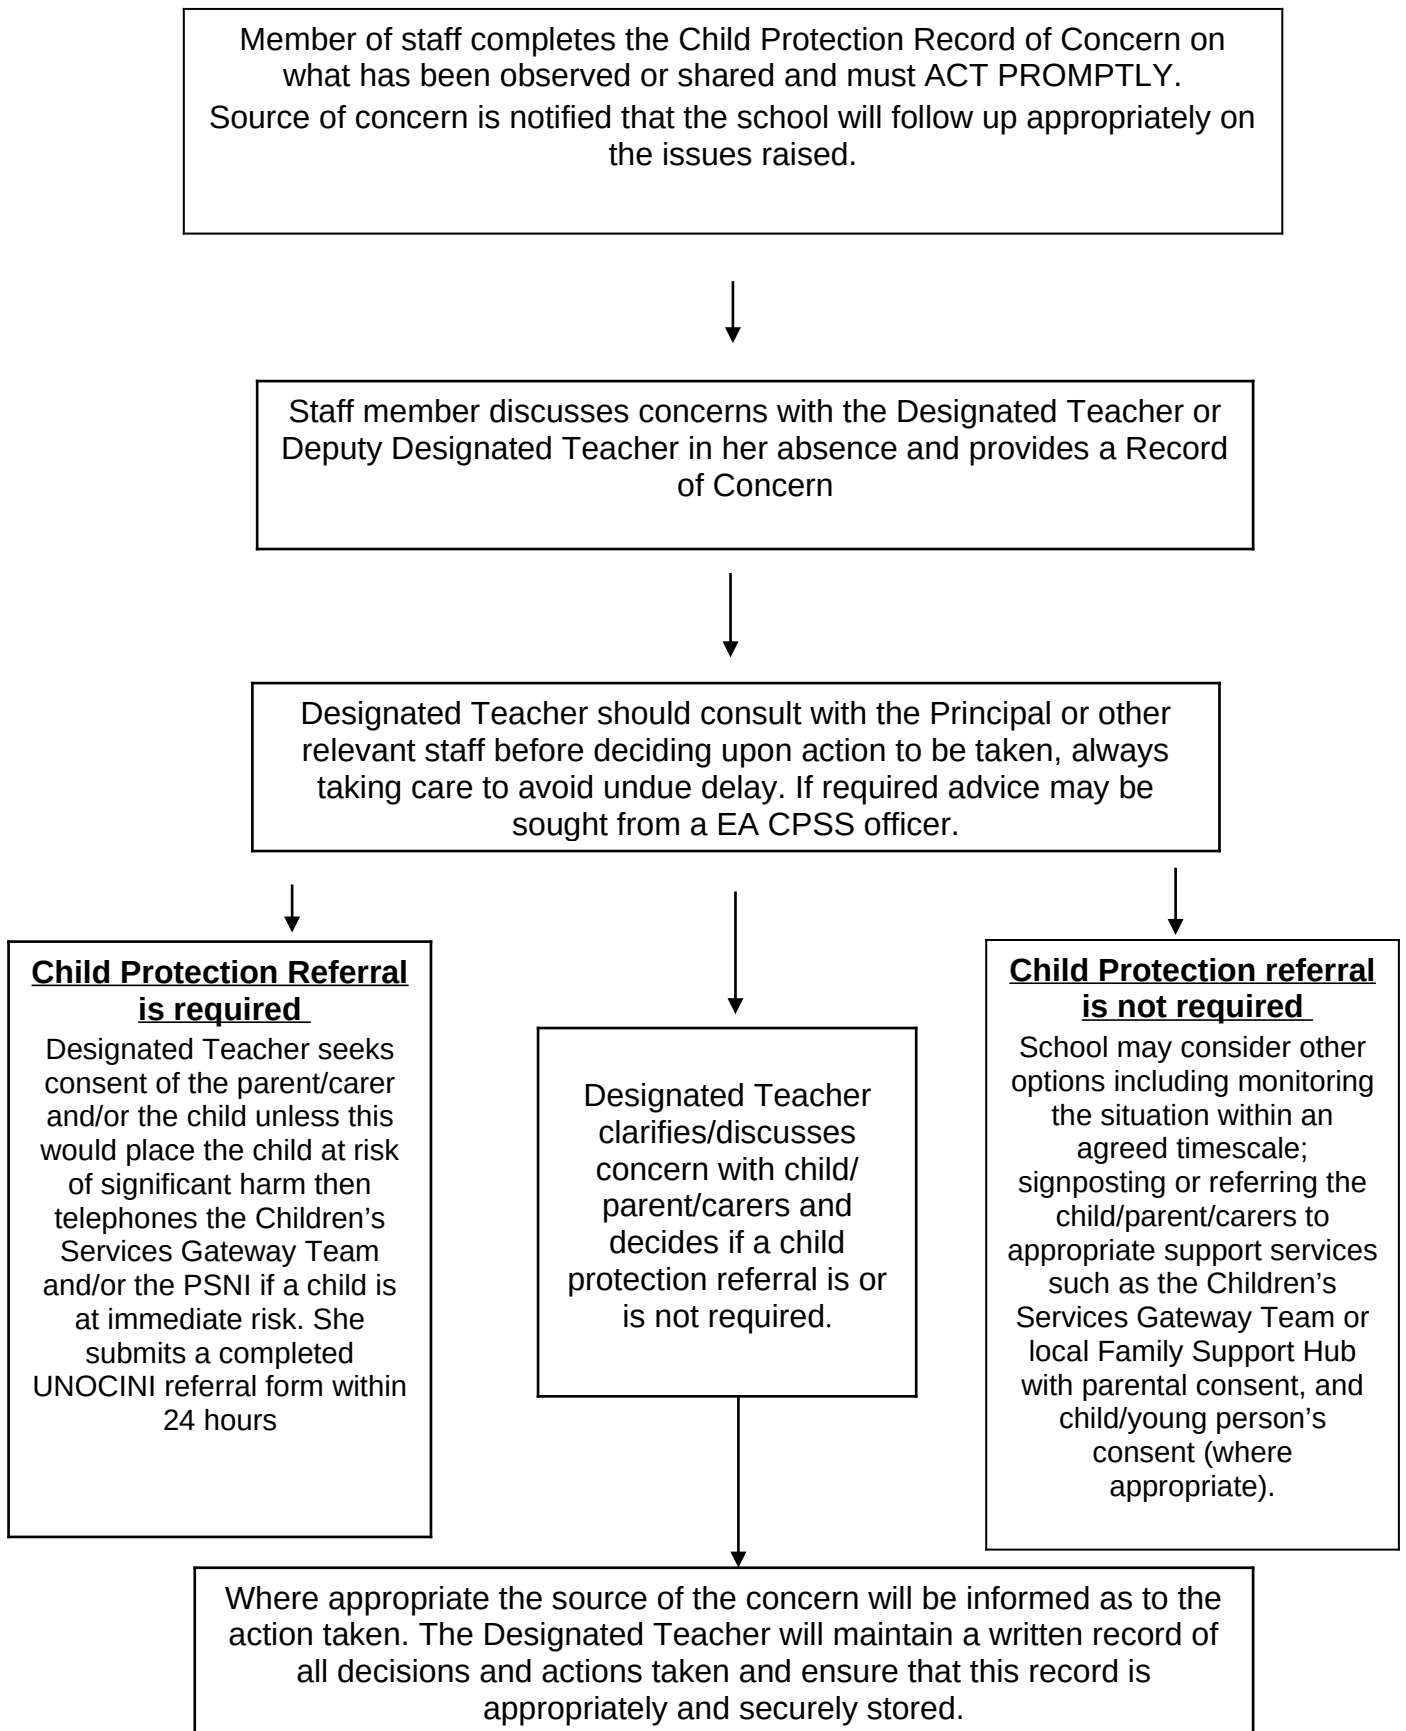 Member of staff completes the Child Protection Record of Concern on
what has been observed or shared and must ACT PROMPTLY.
Source of concern is notified that the school will follow up appropriately on
the issues raised.
Staff member discusses concerns with the Designated Teacher or
Deputy Designated Teacher in her absence and provides a Record
of Concern
Designated Teacher should consult with the Principal or other
relevant staff before deciding upon action to be taken, always
taking care to avoid undue delay. If required advice may be
sought from a EA CPSS officer.
Child Protection Referral
is required
Designated Teacher seeks
consent of the parent/carer
and/or the child unless this
would place the child at risk
of significant harm then
telephones the Children’s
Services Gateway Team
and/or the PSNI if a child is
at immediate risk. She
submits a completed
UNOCINI referral form within
24 hours
Designated Teacher
clarifies/discusses
concern with child/
parent/carers and
decides if a child
protection referral is or
is not required.
Child Protection referral
is not required
School may consider other
options including monitoring
the situation within an
agreed timescale;
signposting or referring the
child/parent/carers to
appropriate support services
such as the Children’s
Services Gateway Team or
local Family Support Hub
with parental consent, and
child/young person’s
consent (where
appropriate).
Where appropriate the source of the concern will be informed as to the
action taken. The Designated Teacher will maintain a written record of
all decisions and actions taken and ensure that this record is
appropriately and securely stored.